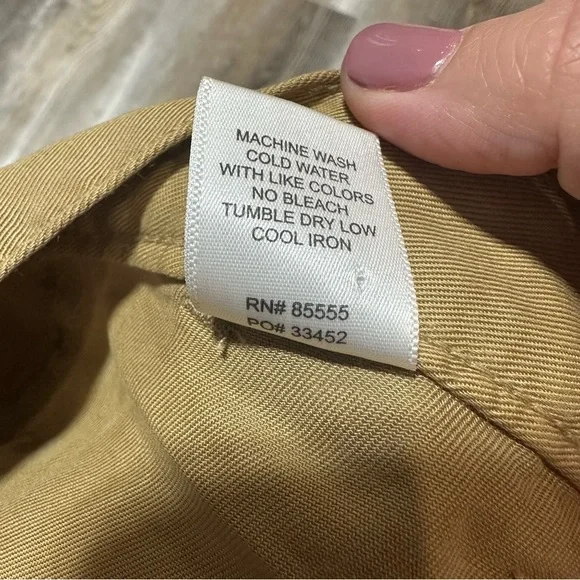 MACHINE WASH
COLD WATER
WITH LIKE COLORS
NO BLEACH
TUMBLE DRY LOW
COOL IRON
RN# 85555
PO# 33452